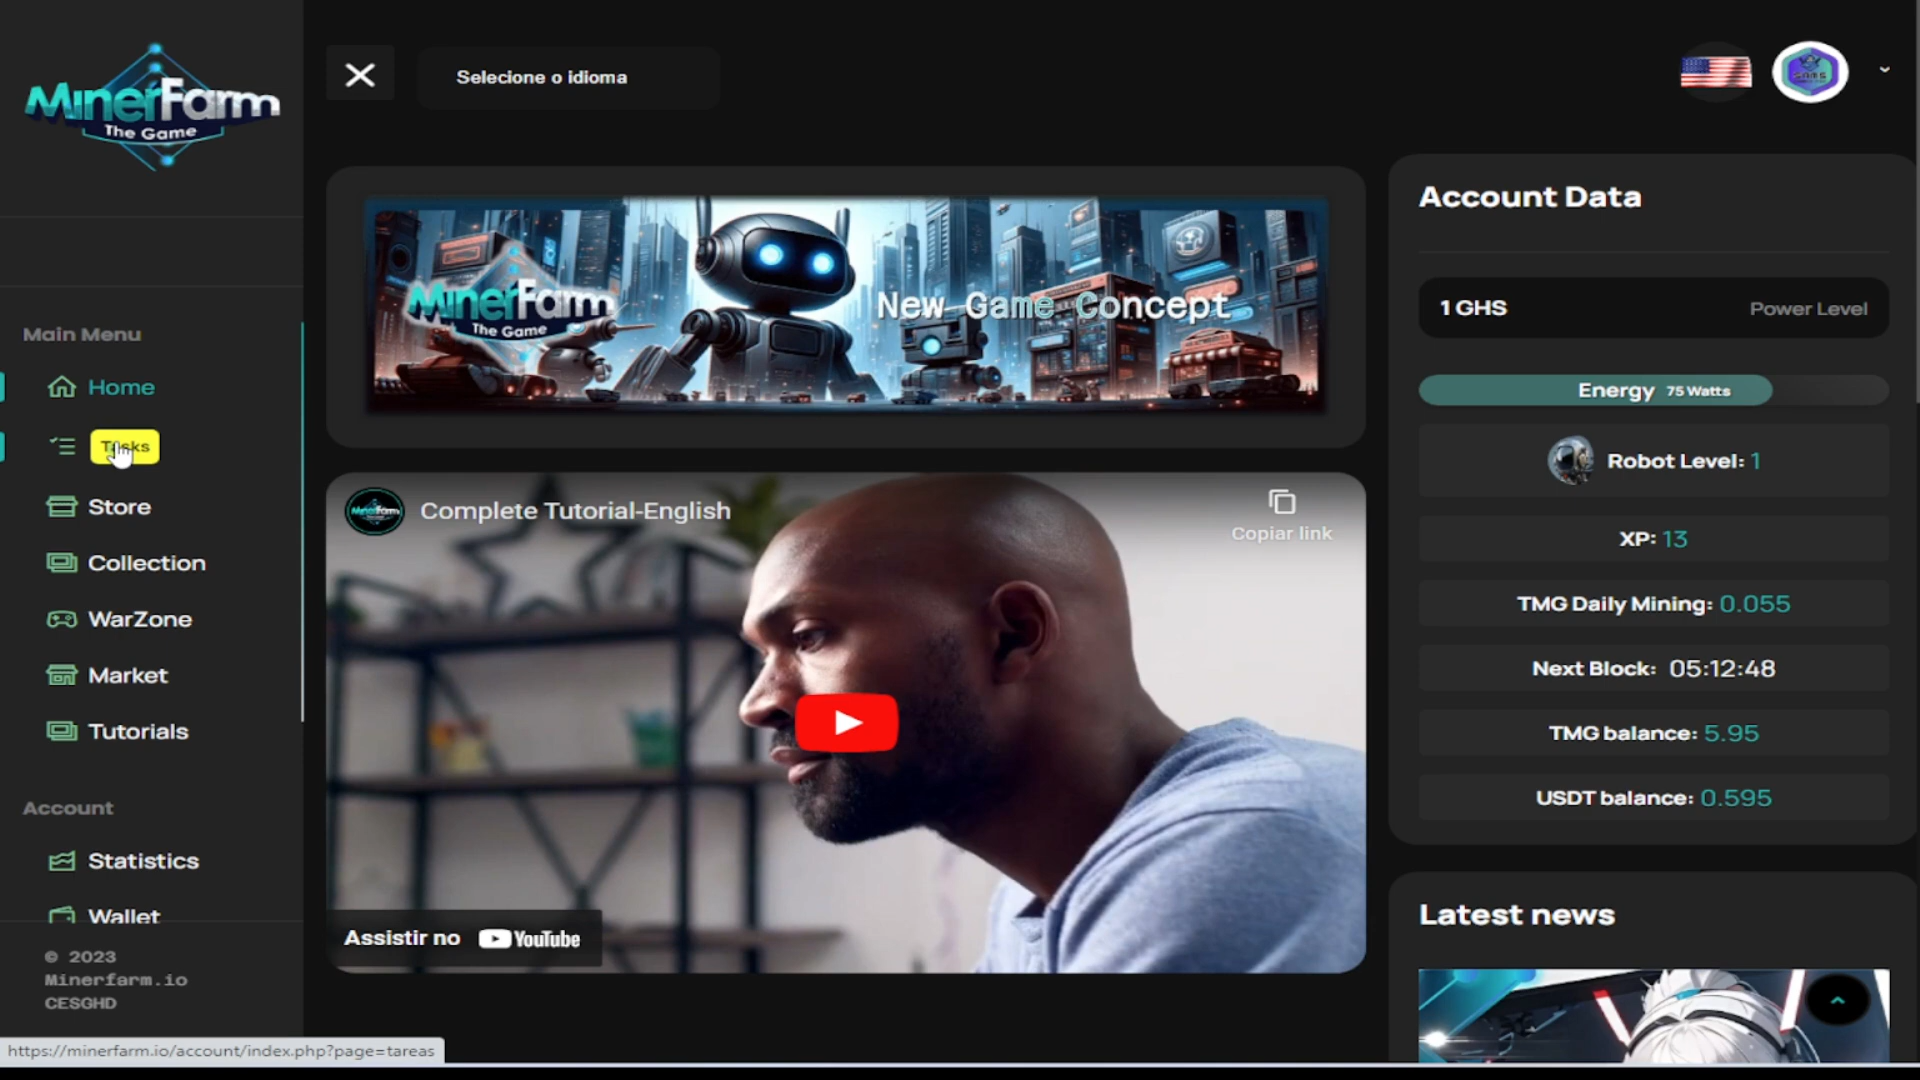 MinerFarm
The Game
Selecione o idioma
Main Menu
Home
Tasks
Store
Collection
WarZone
Market
Tutorials
Account
Statistics
Wallet
© 2023
Minerfarm.io
CESGHD
https://minerfarm.io/account/index.php?page=tareas
MinerFarm
The Game
New Game Concept
Complete Tutorial-English
Copiar link
Assistir no YouTube
Account Data
1 GHS Power Level
Energy 75 Watts
Robot Level: 1
XP: 13
TMG Daily Mining: 0.055
Next Block: 05:12:48
TMG balance: 5.95
USDT balance: 0.595
Latest news